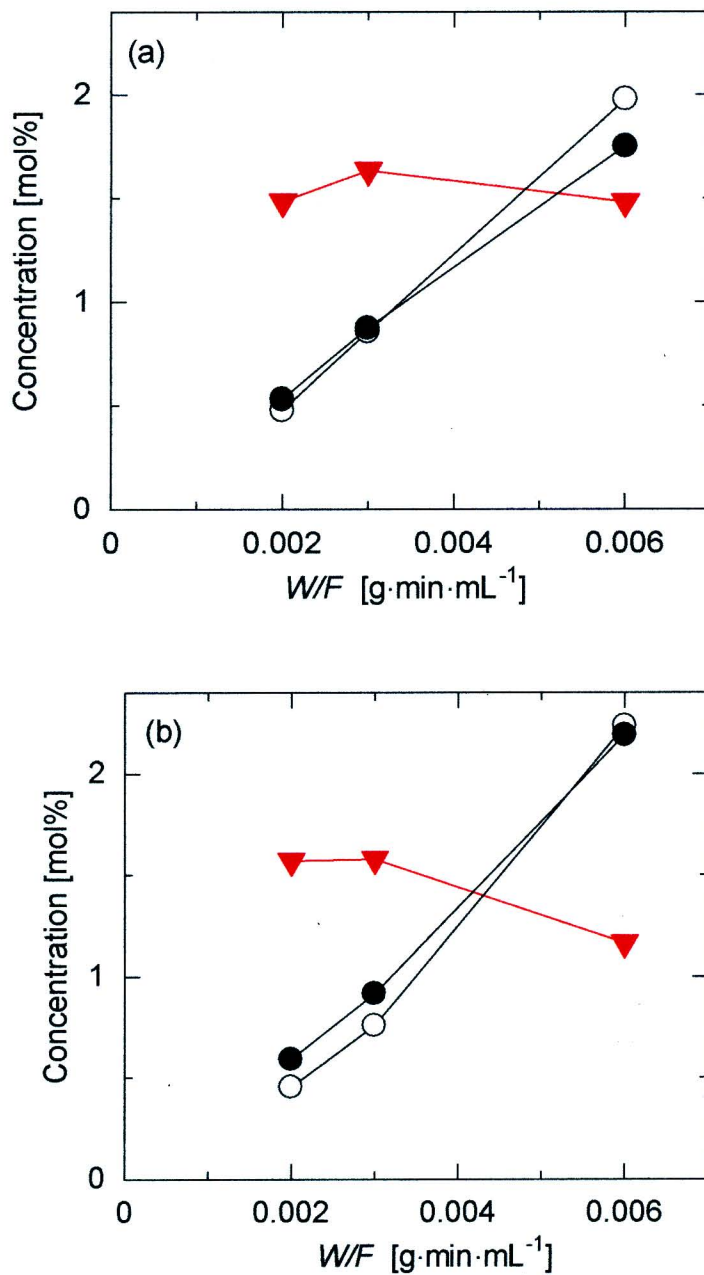 (a)
Concentration [mol%]
2
1
0
0 0.002 0.004 0.006
W/F [g·min·mL⁻¹]
(b)
Concentration [mol%]
2
1
0
0 0.002 0.004 0.006
W/F [g·min·mL⁻¹]